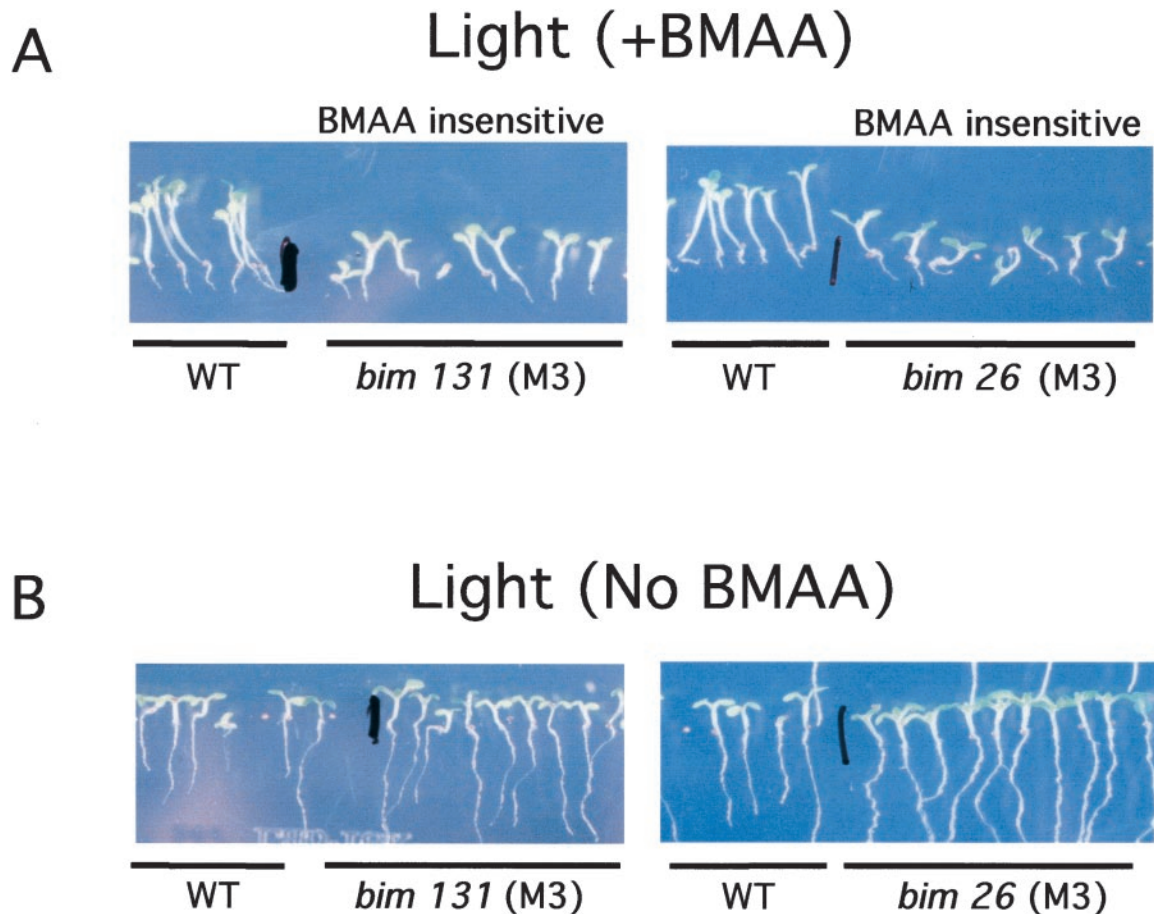 A
Light (+BMAA)
BMAA insensitive
BMAA insensitive
WT
bim 131 (M3)
WT
bim 26 (M3)
B
Light (No BMAA)
WT
bim 131 (M3)
WT
bim 26 (M3)